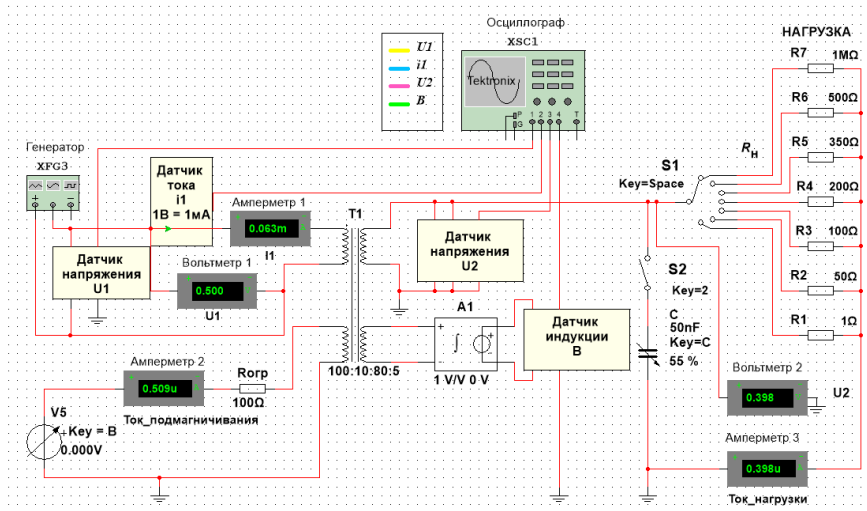 Осциллограф
XSC1
U1
i1
U2
B
Tektronix
P
G
1 2 3 4
T
НАГРУЗКА
R7 1MΩ
R6 500Ω
R5 350Ω
R4 200Ω
R3 100Ω
R2 50Ω
R1 1Ω
RН
S1
Key=Space
Генератор
XFG3
Датчик
тока
i1
1В = 1мА
Амперметр 1
0.063m
I1
T1
Датчик
напряжения
U1
Вольтметр 1
0.500
U1
Датчик
напряжения
U2
S2
Key=2
A1
1 V/V 0 V
Датчик
индукции
B
C
50nF
Key=C
55 %
100:10:80:5
Амперметр 2
0.509u
Rогр
100Ω
Ток_подмагничивания
V5
Key = B
0.000V
Вольтметр 2
0.398
U2
Амперметр 3
0.398u
Ток_нагрузки